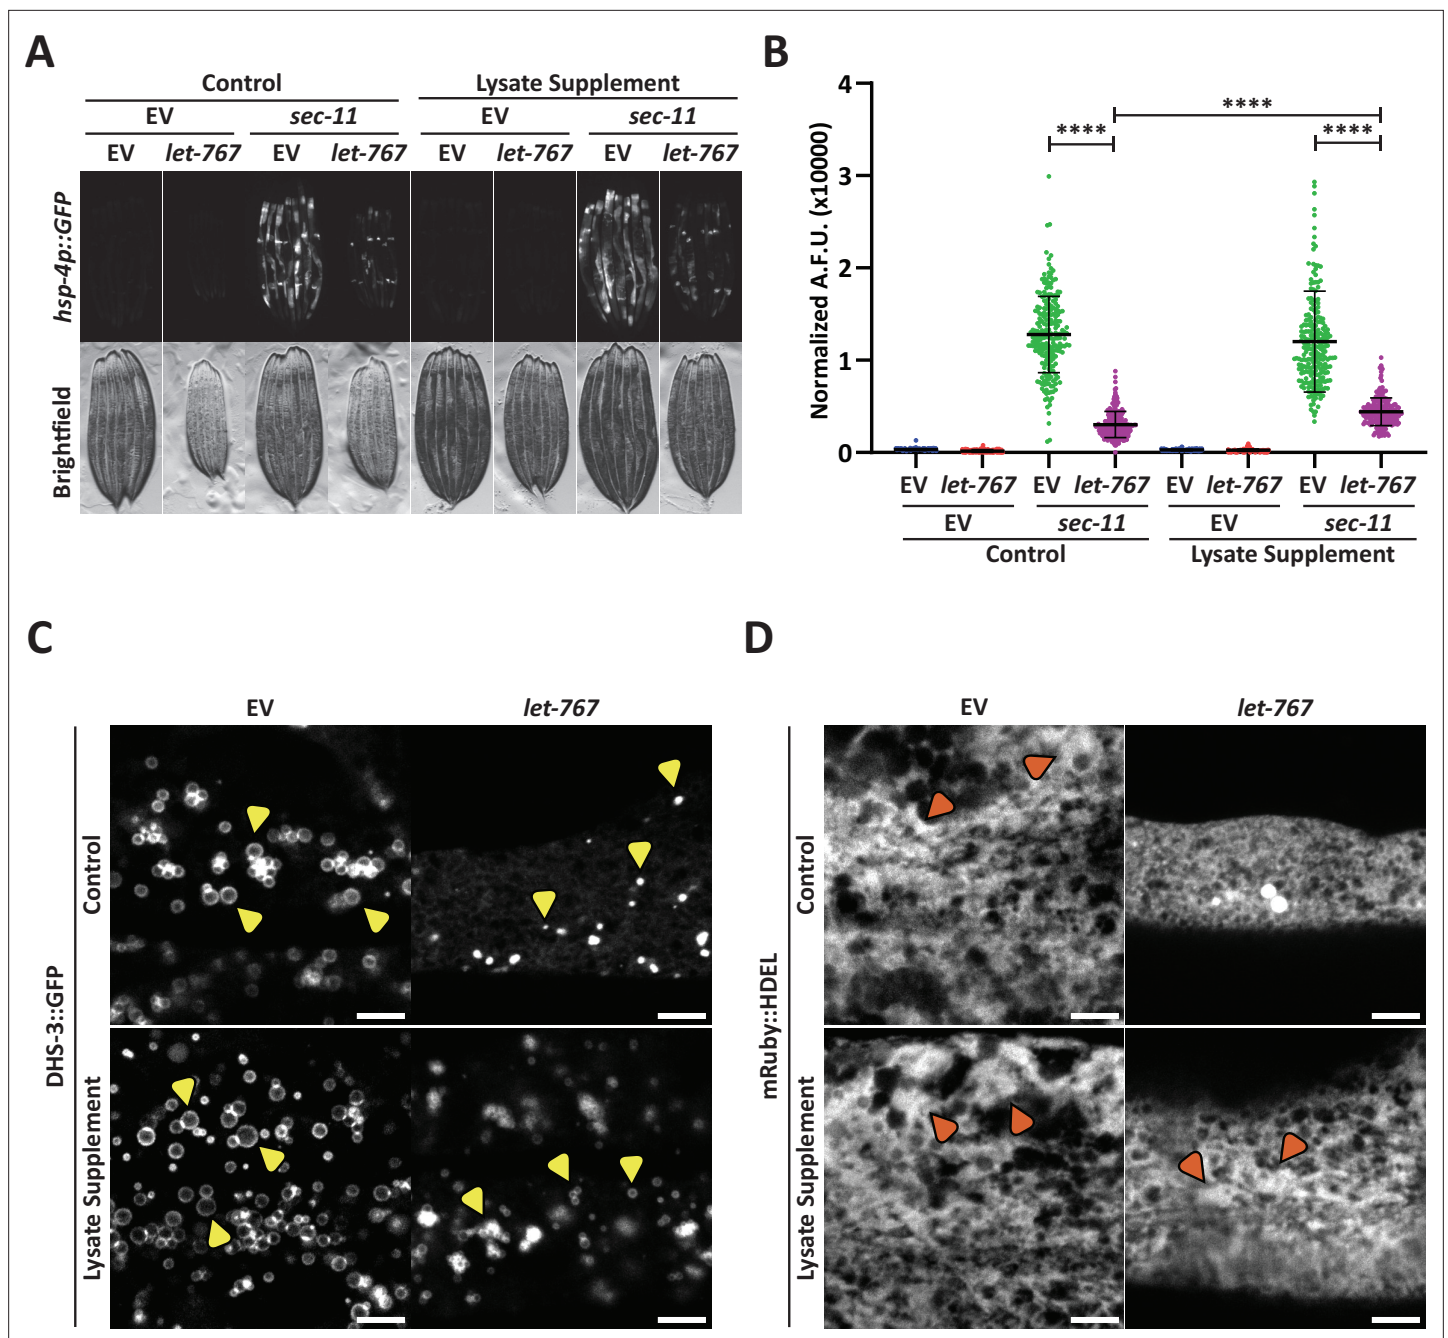 A
Control
Lysate Supplement
EV
sec-11
EV
sec-11
EV
let-767
EV
let-767
EV
let-767
EV
let-767
hsp-4p::GFP
Brightfield
B
Normalized A.F.U. (x10000)
4
3
2
1
0
****
****
****
EV
let-767
EV
let-767
EV
let-767
EV
let-767
EV
sec-11
EV
sec-11
Control
Lysate Supplement
C
EV
let-767
DHS-3::GFP
Control
Lysate Supplement
D
EV
let-767
mRuby::HDEL
Control
Lysate Supplement